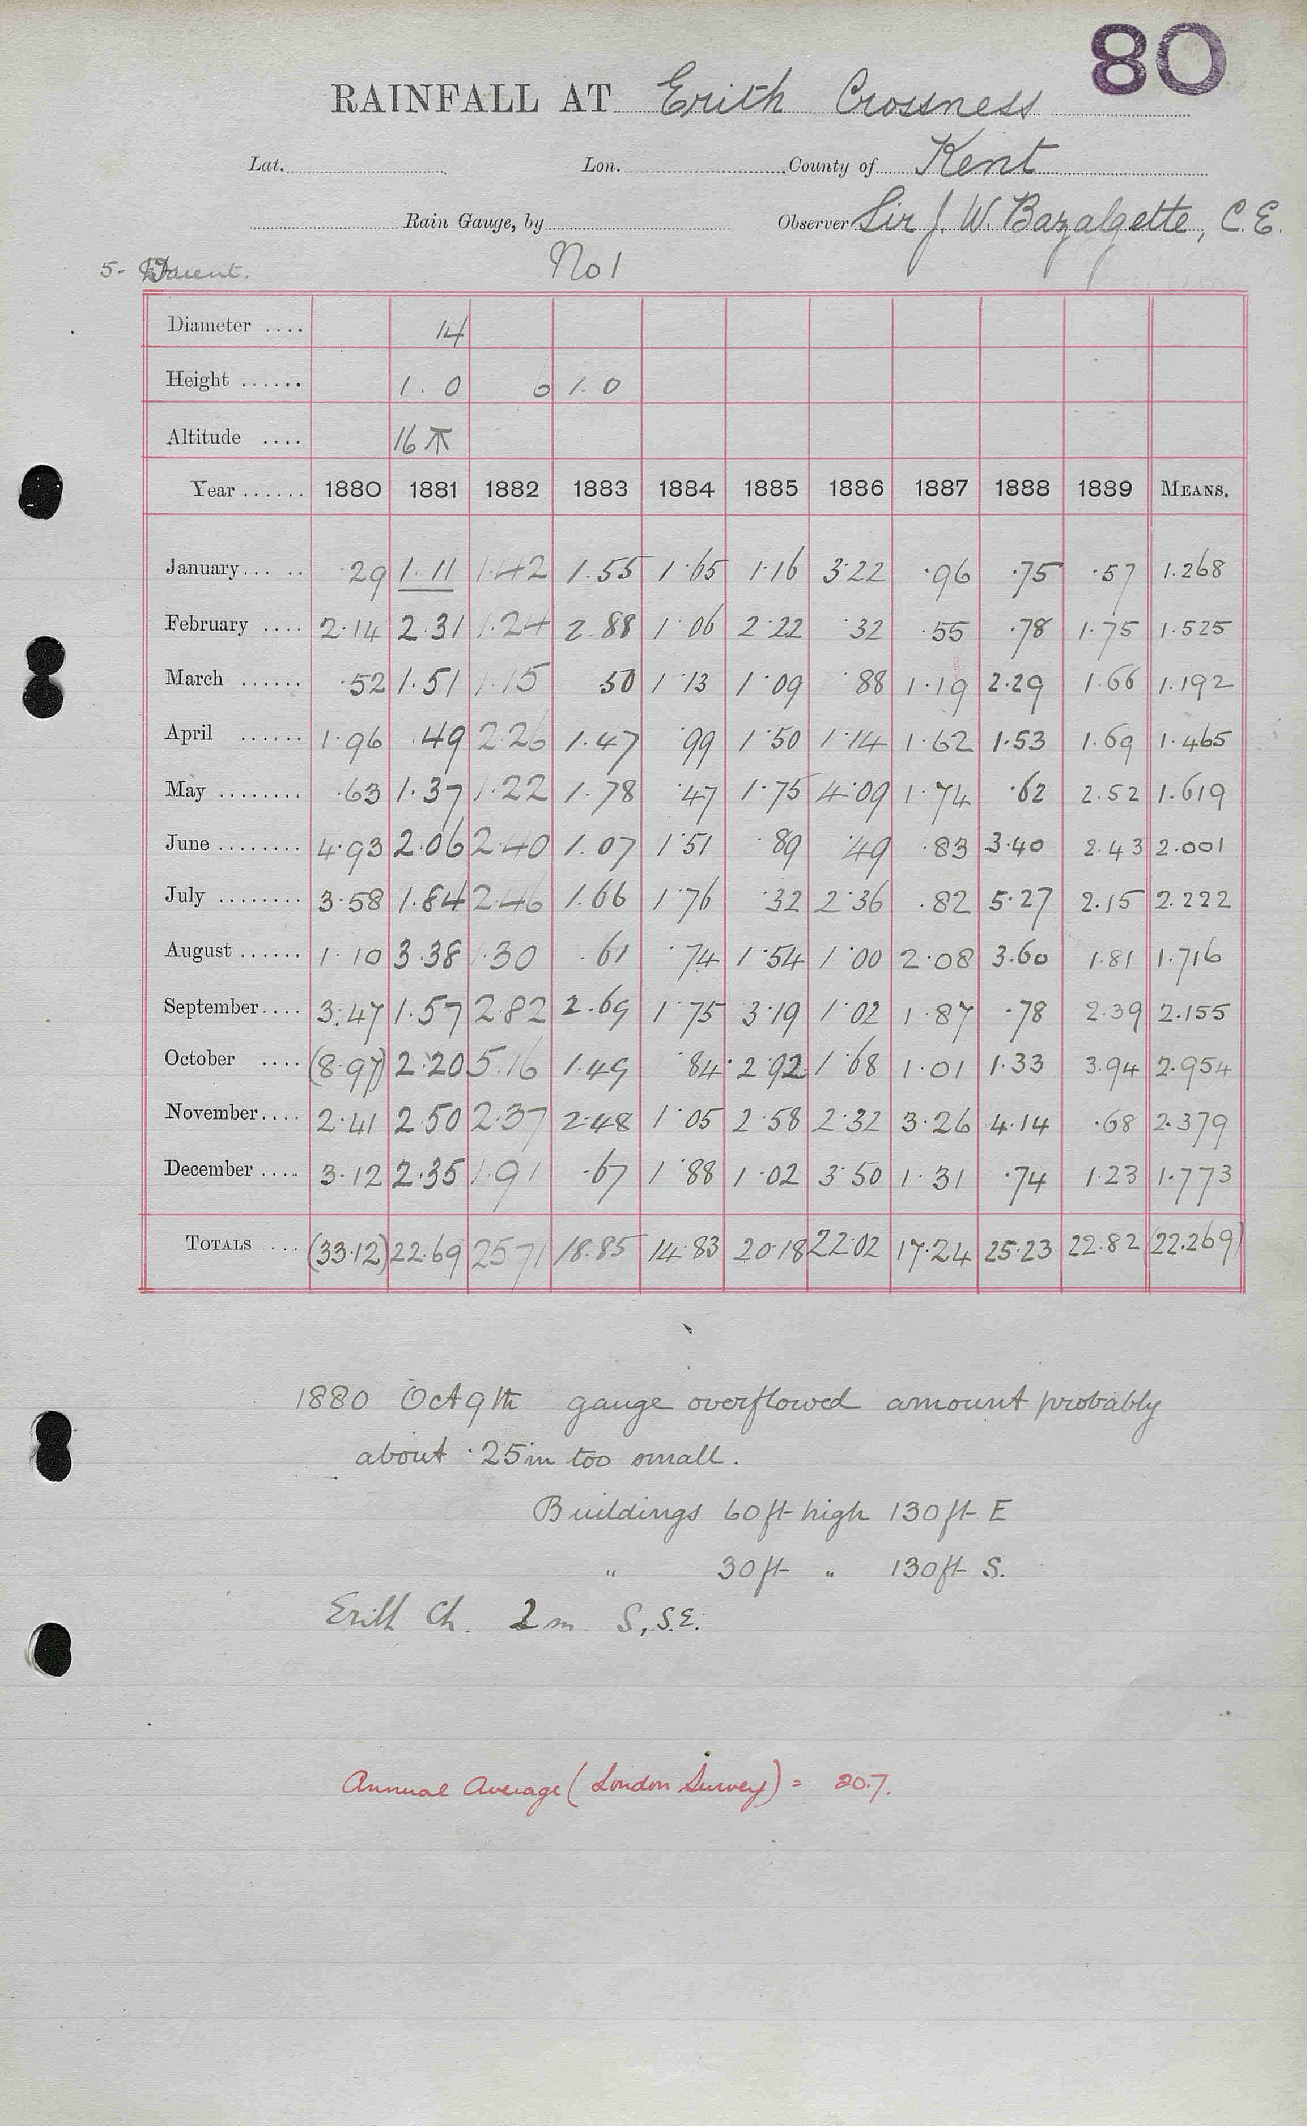 80
RAINFALL AT Erith Crossness
Lat. Lon. County of Kent
Rain Gauge, by Observer Sir J. W. Bazalgette, C.E.
5- No 1
Diameter .... 14
Height ...... 1. 0 6 1. 0
Altitude .... 16
Year ...... 1880 1881 1882 1883 1884 1885 1886 1887 1888 1889 MEANS.
January ... .. ·29 1.11 1.42 1.55 1·65 1·16 3·22 ·96 ·75 ·57 1.268
February .... 2·14 2.31 1.24 2.88 1·06 2·22 ·32 ·55 ·78 1·75 1.525
March ...... ·52 1.51 1.15 .50 1·13 1·09 ·88 1·19 2·29 1·66 1.192
April ...... 1·96 .49 2.26 1.47 ·99 1·50 1·14 1·62 1·53 1·69 1.465
May ........ ·63 1.37 1.22 1.78 ·47 1·75 4·09 1·74 ·62 2.52 1.619
June ........ 4·93 2.06 2.40 1.07 1·51 ·89 ·49 ·83 3·40 2.43 2.001
July ........ 3·58 1.84 2.46 1.66 1·76 ·32 2·36 ·82 5·27 2.15 2.222
August ...... 1·10 3.38 1.30 .61 ·74 1·54 1·00 2·08 3.60 1.81 1.716
September .... 3·47 1.57 2.82 2.69 1·75 3·19 1·02 1·87 ·78 2.39 2.155
October .... (8·97) 2.20 5.16 1.49 ·84 2·92 1·68 1·01 1·33 3.94 2.954
November .... 2·41 2.50 2.37 2.48 1·05 2·58 2·32 3·26 4·14 ·68 2.379
December .... 3·12 2.35 1.91 .67 1·88 1·02 3·50 1·31 ·74 1.23 1.773
TOTALS ... (33·12) 22.69 25.71 18.85 14·83 20·18 22·02 17·24 25·23 22.82 (22.269)
1880 Oct 9th gauge overflowed amount probably
about ·25 in too small.
Buildings 60 ft high 130 ft E
" 30 ft " 130 ft S.
Erith Ch. 2 m S, S.E.
Annual Average (London Survey) = 20.7.